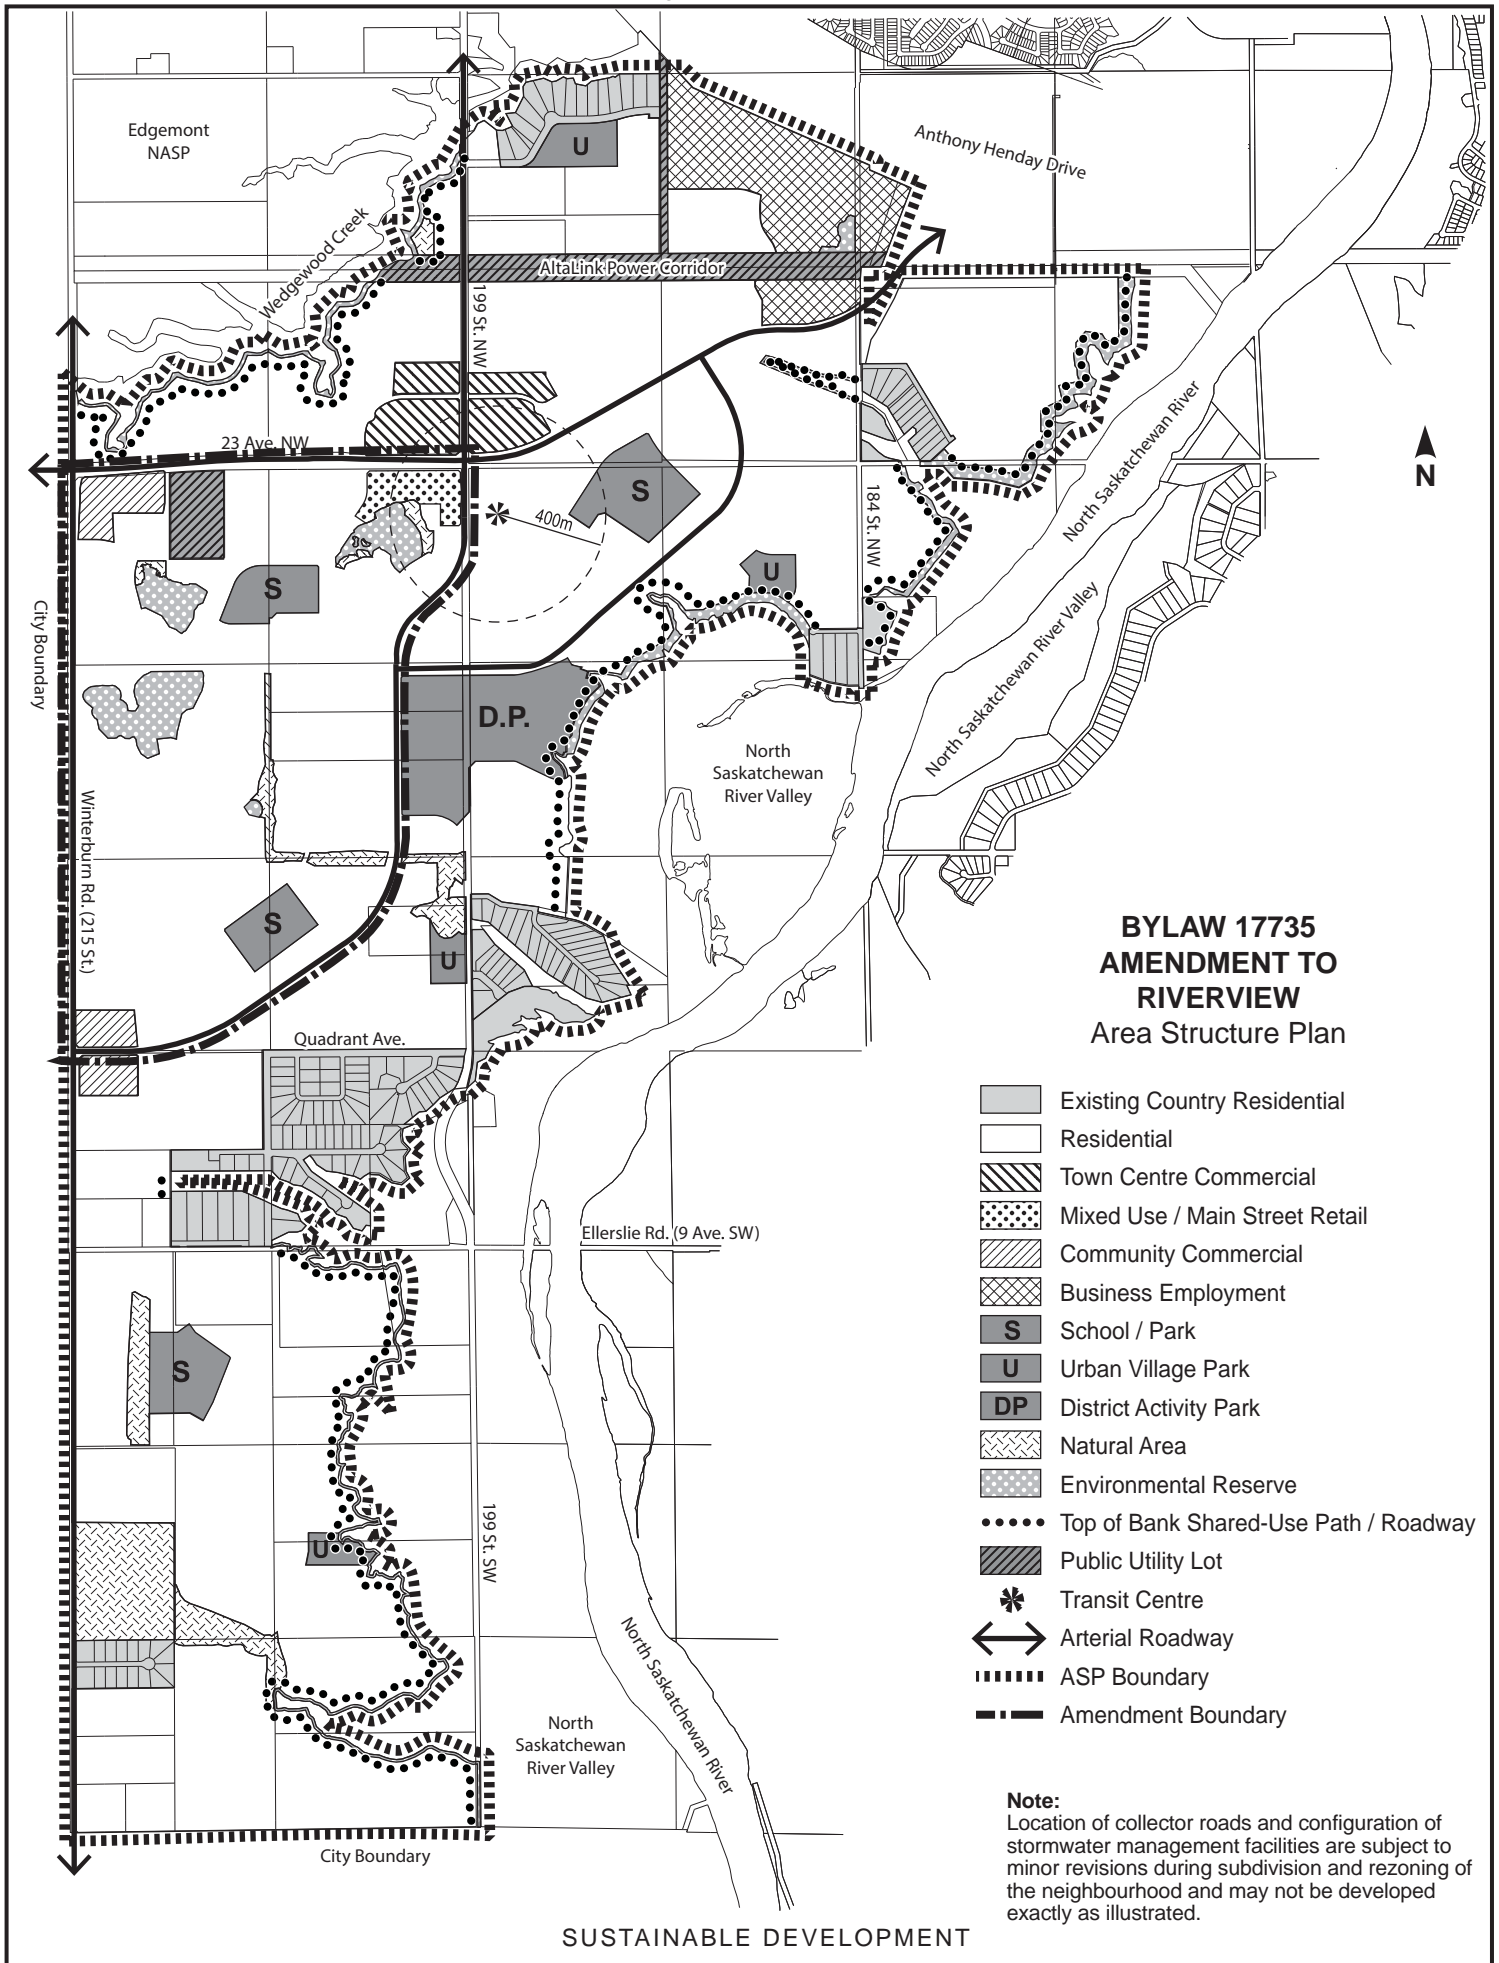 Edgemont
NASP
U
Anthony Henday Drive
Wedgewood Creek
AltaLink Power Corridor
199 St. NW
23 Ave. NW
North Saskatchewan River
N
S
400m
184 St. NW
S
U
City Boundary
North Saskatchewan River Valley
D.P.
North
Saskatchewan
River Valley
Winterburn Rd. (215 St.)
S
U
Quadrant Ave.
BYLAW 17735
AMENDMENT TO
RIVERVIEW
Area Structure Plan
Existing Country Residential
Residential
Town Centre Commercial
Mixed Use / Main Street Retail
Community Commercial
Business Employment
S School / Park
U Urban Village Park
DP District Activity Park
Natural Area
Environmental Reserve
Top of Bank Shared-Use Path / Roadway
Public Utility Lot
Transit Centre
Arterial Roadway
ASP Boundary
Amendment Boundary
Ellerslie Rd. (9 Ave. SW)
S
199 St. SW
U
North Saskatchewan River
North
Saskatchewan
River Valley
City Boundary
Note:
Location of collector roads and configuration of
stormwater management facilities are subject to
minor revisions during subdivision and rezoning of
the neighbourhood and may not be developed
exactly as illustrated.
SUSTAINABLE DEVELOPMENT